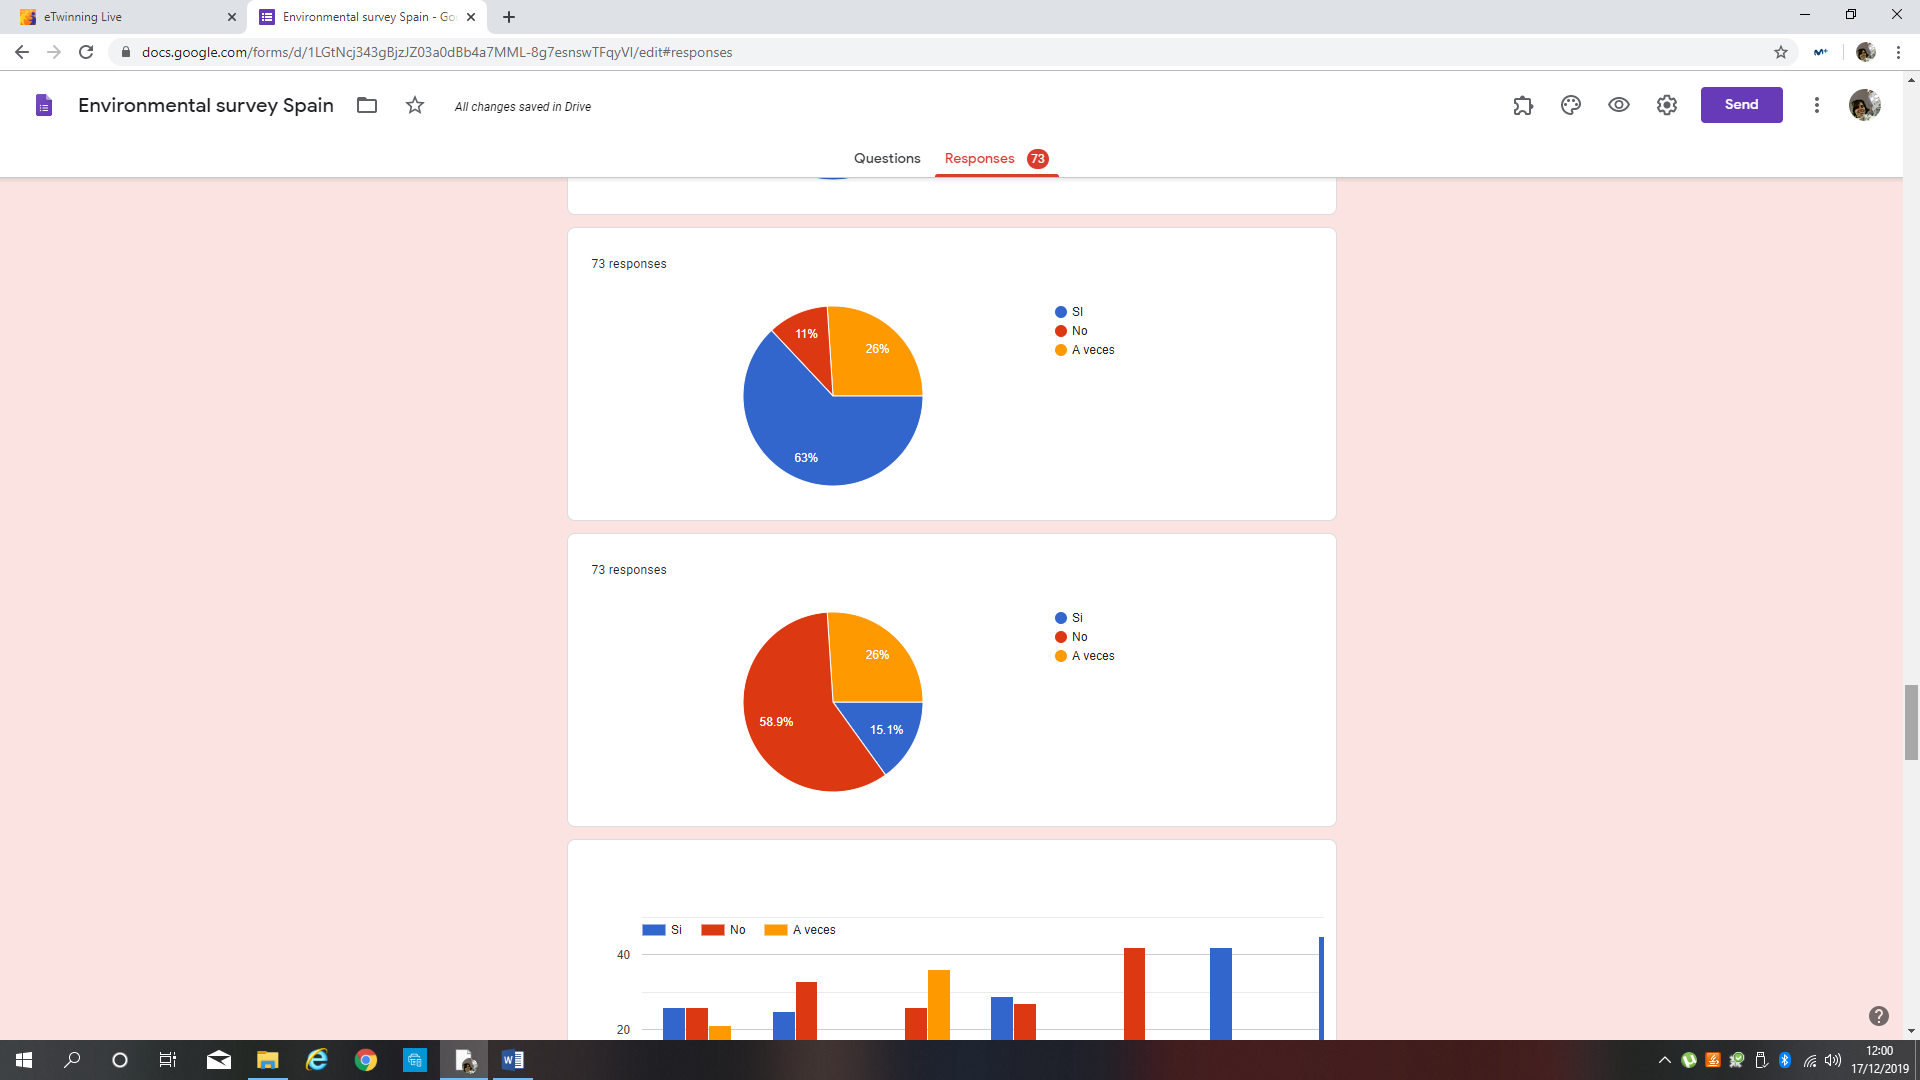 eTwinning Live
Environmental survey Spain - Go
docs.google.com/forms/d/1LGtNcj343gBjzJZ03a0dBb4a7MML-8g7esnswTFqyVI/edit#responses
Environmental survey Spain
All changes saved in Drive
Send
Questions
Responses 73
73 responses
SI
No
A veces
11%
26%
63%
73 responses
Si
No
A veces
26%
58.9%
15.1%
Si No A veces
40
20
12:00
17/12/2019